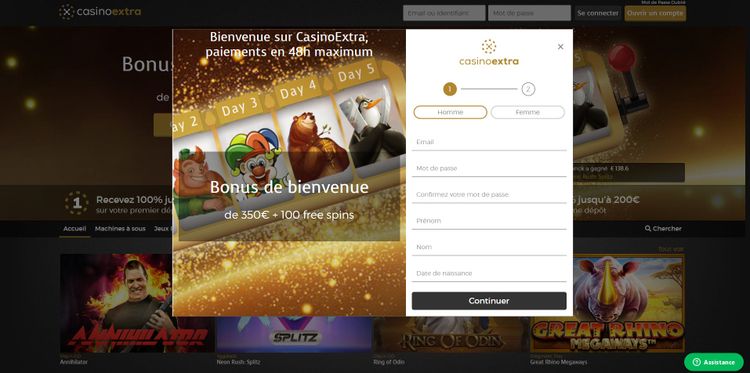 casinoextra
Email ou identifiant
Mot de passe
Se connecter
Mot de Passe Oublié
Ouvrir un compte
Bienvenue sur CasinoExtra,
paiements en 48h maximum
Bonus
de
Day 2
Day 3
Day 4
Day 5
Bonus de bienvenue
de 350€ + 100 free spins
casinoextra
1
2
Homme
Femme
Email
Mot de passe
Confirmez votre mot de passe
Prénom
Nom
Date de naissance
Continuer
a gagné € 138.6
Rush: Splitz
1
Recevez 100%
sur votre premier
jusqu'à 200€
dépôt
Accueil
Machines à sous
Jeux
Chercher
Tout voir
ANNIHILATOR
SPLITZ
RING OF ODIN
GREAT RHINO
MEGAWAYS
Annihilator
Neon Rush: Splitz
Ring of Odin
Great Rhino Megaways
Assistance